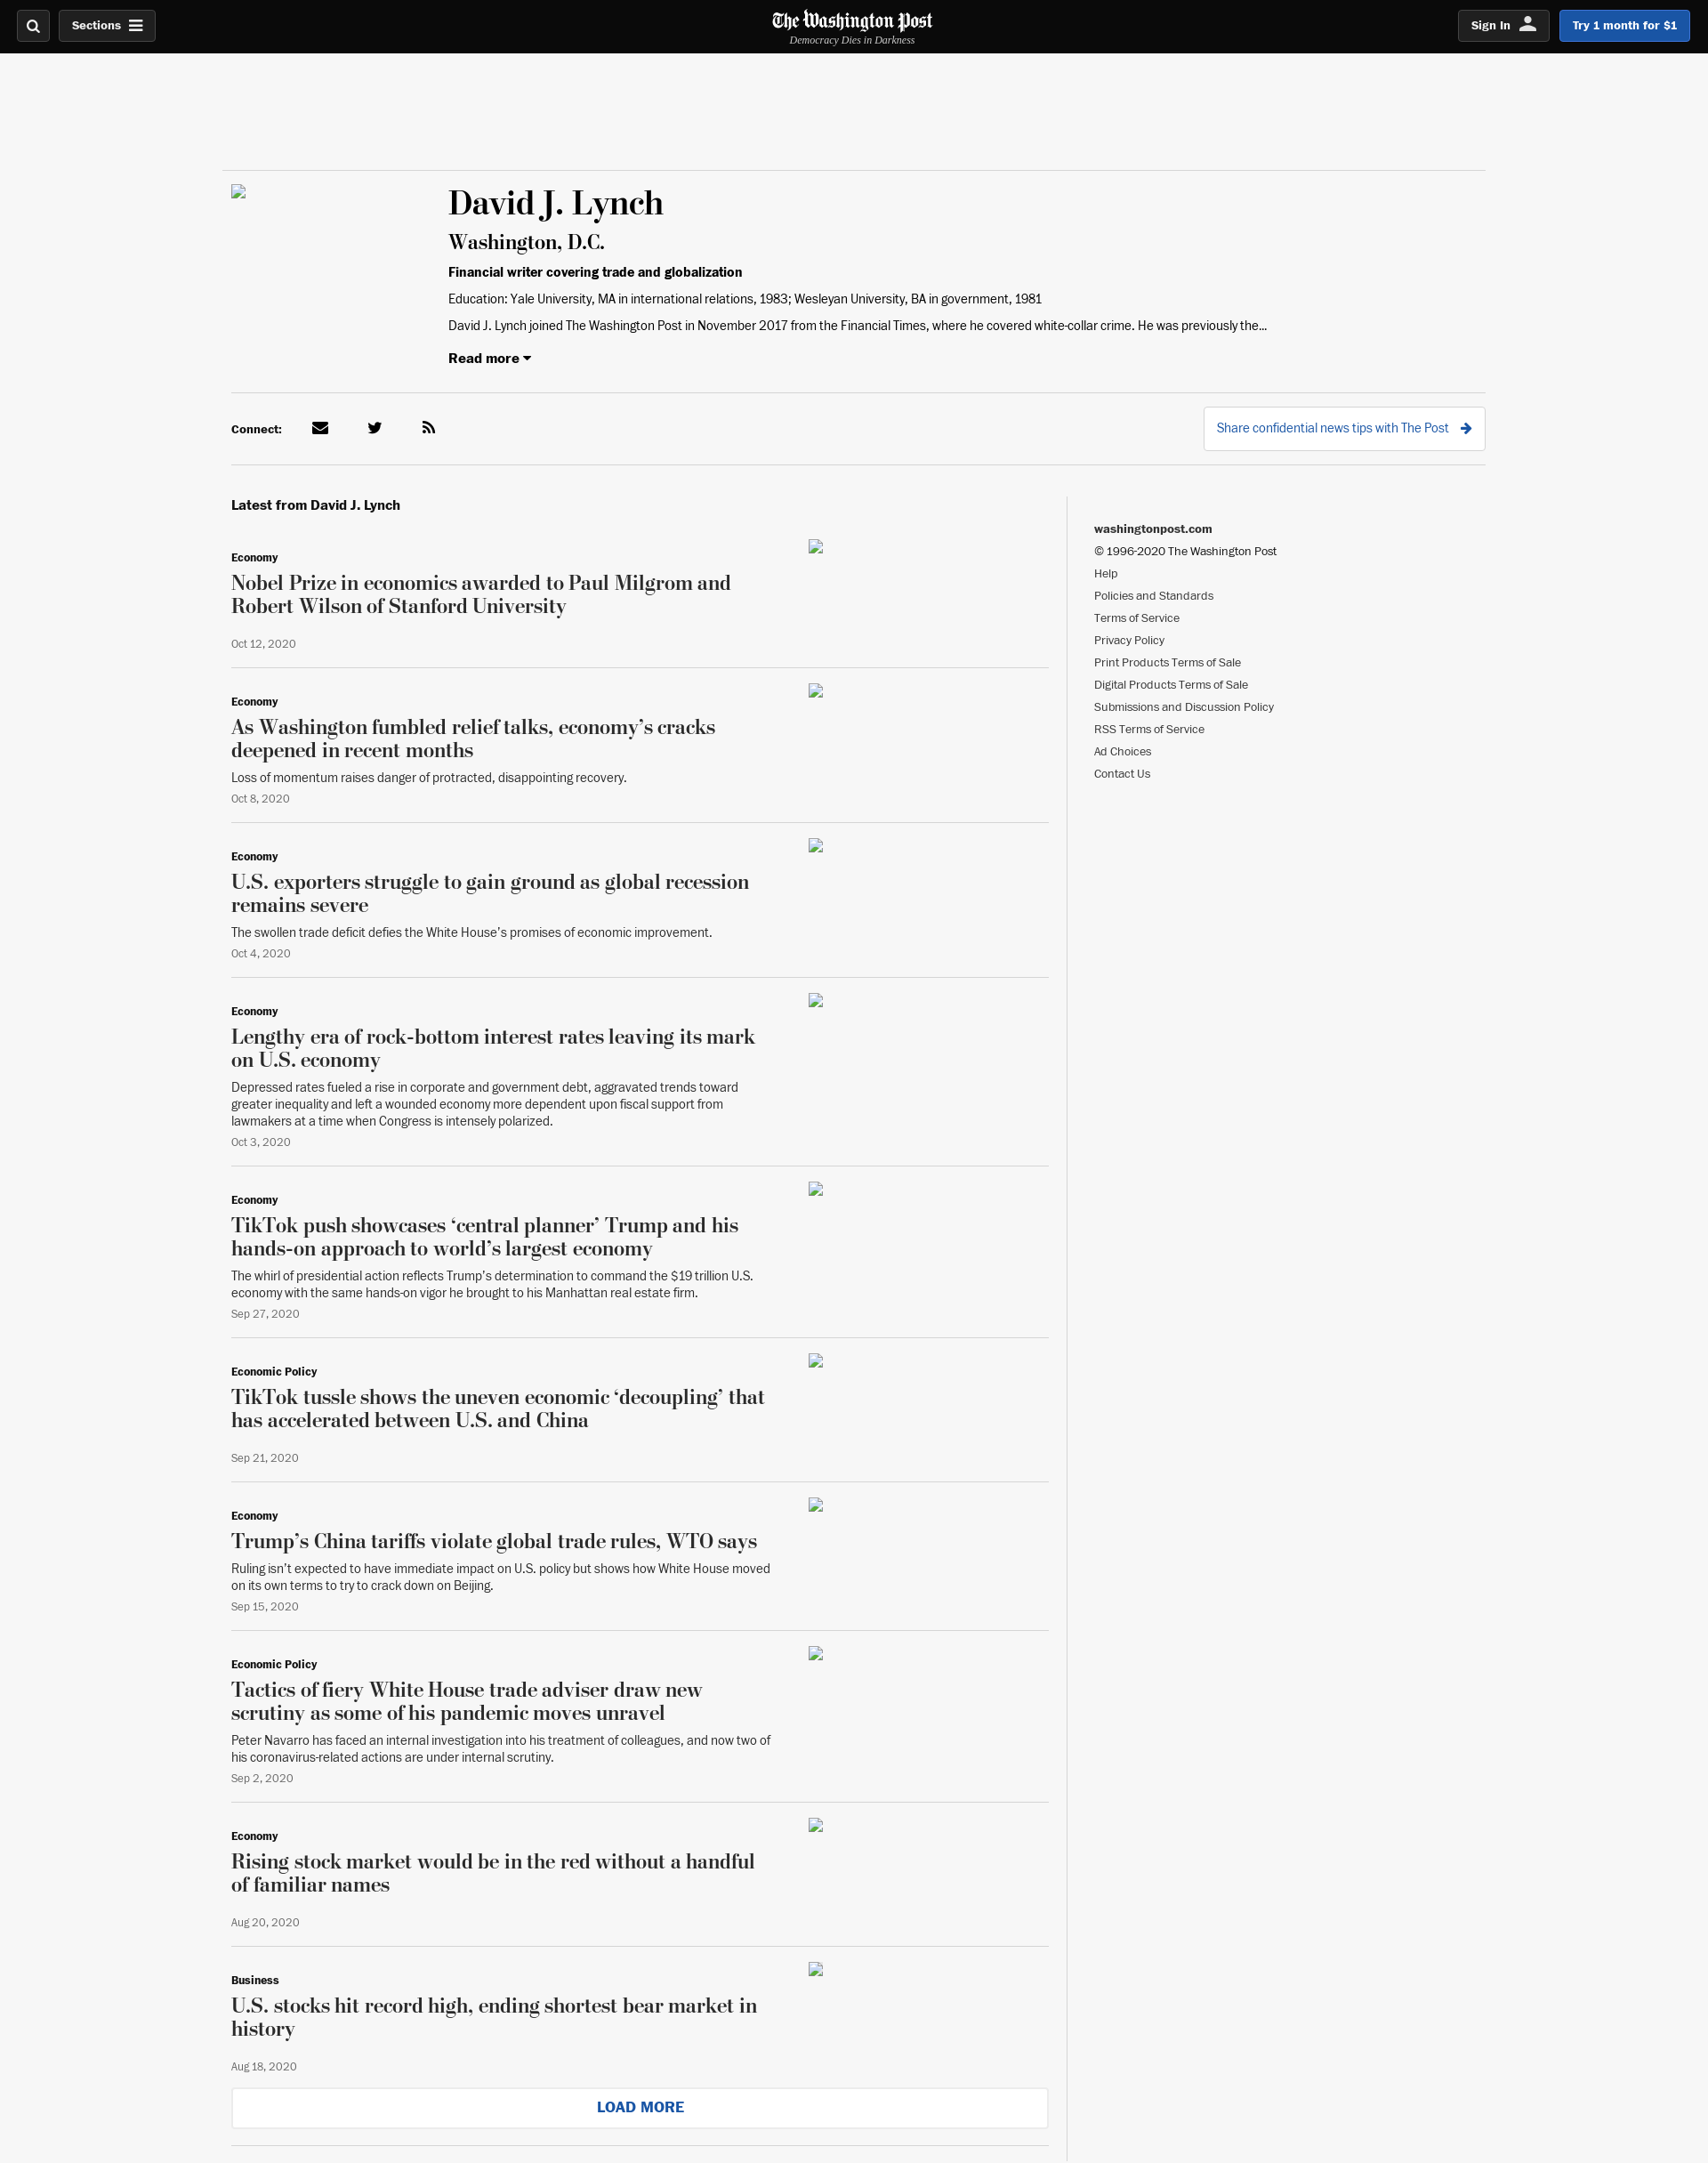 Sections
The Washington Post
Democracy Dies in Darkness
Sign In
Try 1 month for $1
David J. Lynch
Washington, D.C.
Financial writer covering trade and globalization
Education: Yale University, MA in international relations, 1983; Wesleyan University, BA in government, 1981
David J. Lynch joined The Washington Post in November 2017 from the Financial Times, where he covered white-collar crime. He was previously the...
Read more
Connect:
Share confidential news tips with The Post
Latest from David J. Lynch
Economy
Nobel Prize in economics awarded to Paul Milgrom and
Robert Wilson of Stanford University
Oct 12, 2020
Economy
As Washington fumbled relief talks, economy’s cracks
deepened in recent months
Loss of momentum raises danger of protracted, disappointing recovery.
Oct 8, 2020
Economy
U.S. exporters struggle to gain ground as global recession
remains severe
The swollen trade deficit defies the White House’s promises of economic improvement.
Oct 4, 2020
Economy
Lengthy era of rock-bottom interest rates leaving its mark
on U.S. economy
Depressed rates fueled a rise in corporate and government debt, aggravated trends toward
greater inequality and left a wounded economy more dependent upon fiscal support from
lawmakers at a time when Congress is intensely polarized.
Oct 3, 2020
Economy
TikTok push showcases ‘central planner’ Trump and his
hands-on approach to world’s largest economy
The whirl of presidential action reflects Trump’s determination to command the $19 trillion U.S.
economy with the same hands-on vigor he brought to his Manhattan real estate firm.
Sep 27, 2020
Economic Policy
TikTok tussle shows the uneven economic ‘decoupling’ that
has accelerated between U.S. and China
Sep 21, 2020
Economy
Trump’s China tariffs violate global trade rules, WTO says
Ruling isn’t expected to have immediate impact on U.S. policy but shows how White House moved
on its own terms to try to crack down on Beijing.
Sep 15, 2020
Economic Policy
Tactics of fiery White House trade adviser draw new
scrutiny as some of his pandemic moves unravel
Peter Navarro has faced an internal investigation into his treatment of colleagues, and now two of
his coronavirus-related actions are under internal scrutiny.
Sep 2, 2020
Economy
Rising stock market would be in the red without a handful
of familiar names
Aug 20, 2020
Business
U.S. stocks hit record high, ending shortest bear market in
history
Aug 18, 2020
LOAD MORE
washingtonpost.com
© 1996-2020 The Washington Post
Help
Policies and Standards
Terms of Service
Privacy Policy
Print Products Terms of Sale
Digital Products Terms of Sale
Submissions and Discussion Policy
RSS Terms of Service
Ad Choices
Contact Us